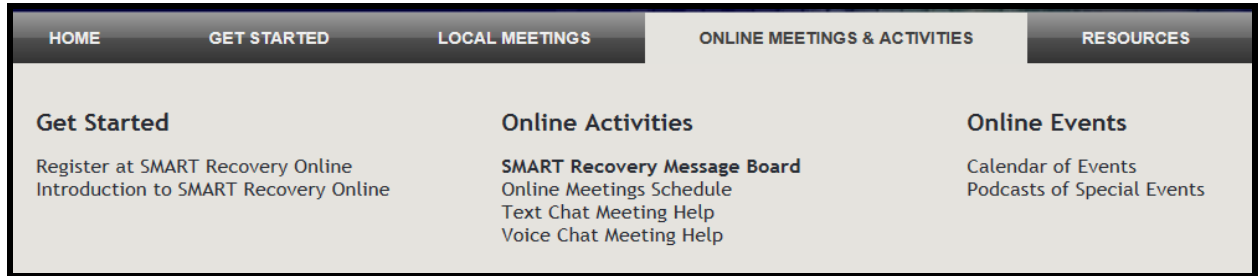 HOME GET STARTED LOCAL MEETINGS ONLINE MEETINGS & ACTIVITIES RESOURCES
Get Started
Register at SMART Recovery Online
Introduction to SMART Recovery Online
Online Activities
SMART Recovery Message Board
Online Meetings Schedule
Text Chat Meeting Help
Voice Chat Meeting Help
Online Events
Calendar of Events
Podcasts of Special Events